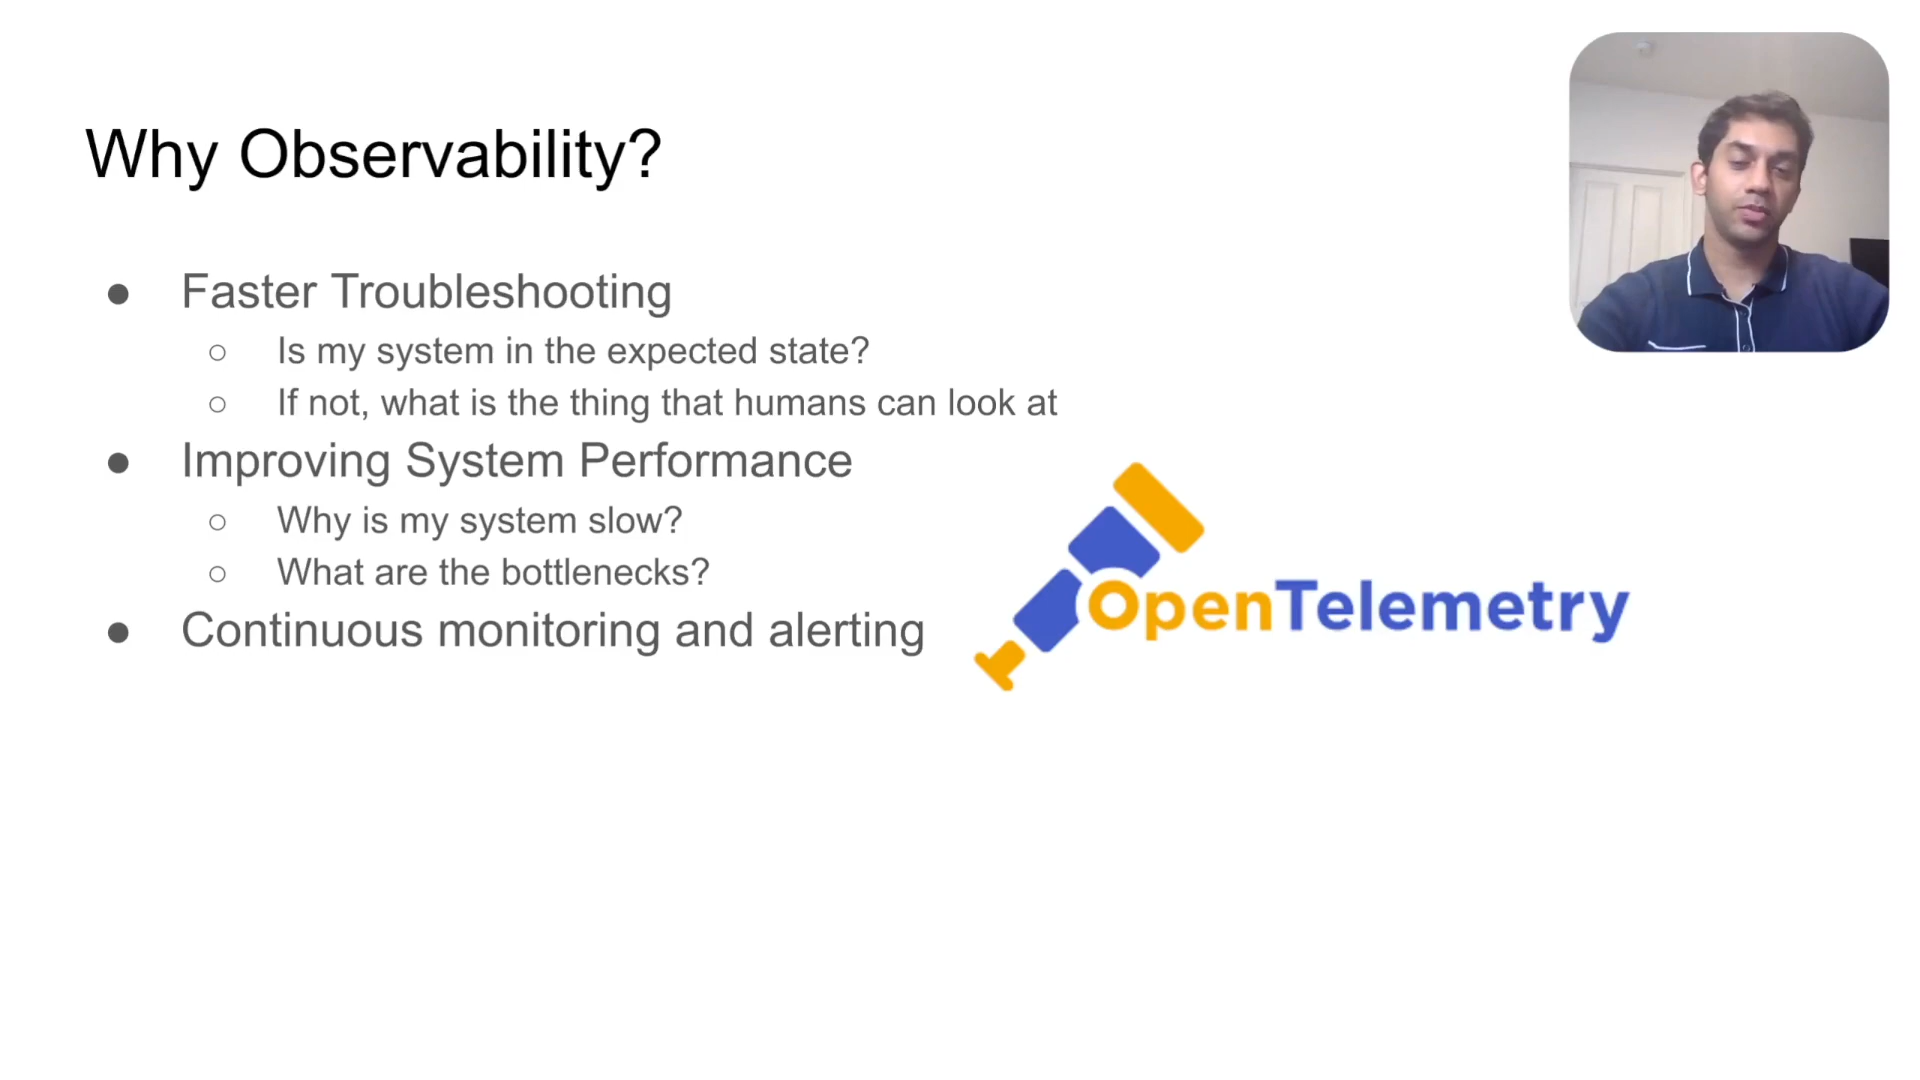 Why Observability?
● Faster Troubleshooting
○ Is my system in the expected state?
○ If not, what is the thing that humans can look at
● Improving System Performance
○ Why is my system slow?
○ What are the bottlenecks?
● Continuous monitoring and alerting
OpenTelemetry